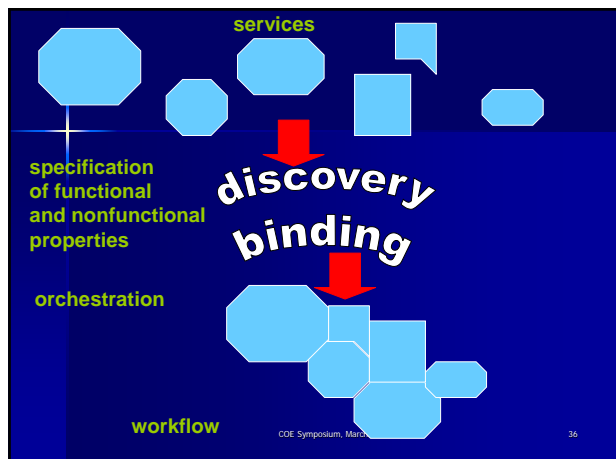 services
specification
of functional
and nonfunctional
properties
discovery
binding
orchestration
workflow
COE Symposium, March
36